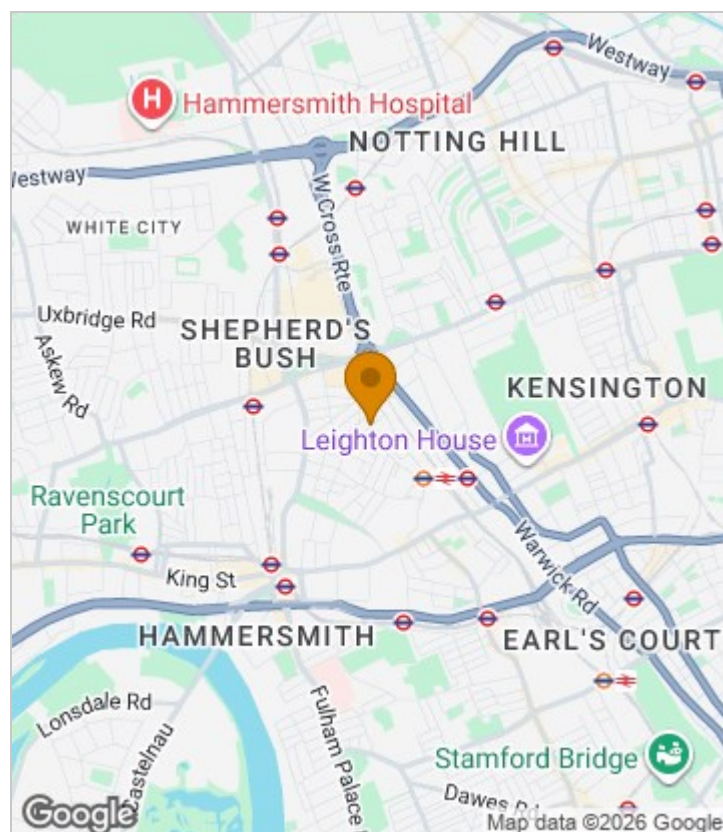 Westway
H
Hammersmith Hospital
NOTTING HILL
Westway
W Cross Rte
WHITE CITY
Uxbridge Rd
SHEPHERD'S
BUSH
Askew Rd
KENSINGTON
Leighton House
Ravenscourt
Park
King St
Warwick Rd
HAMMERSMITH
EARL'S COURT
Lonsdale Rd
Castelnau
Fulham Palace
Stamford Bridge
Dawes Rd
Google
Map data ©2026 Google